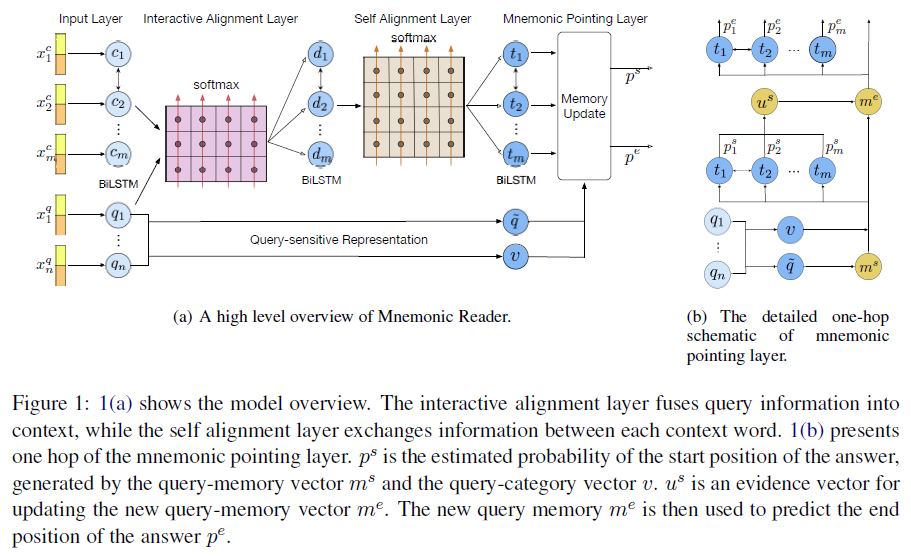 Input Layer Interactive Alignment Layer Self Alignment Layer Mnemonic Pointing Layer
softmax
softmax
x_1^c c_1 d_1 t_1
x_2^c c_2 d_2 t_2
⋮ ⋮ ⋮
x_m^c c_m d_m t_m
BiLSTM BiLSTM BiLSTM
Memory
Update
p^s
p^e
x_1^q q_1 q̃
⋮ Query-sensitive Representation
x_n^q q_n v
(a) A high level overview of Mnemonic Reader.
p_1^e p_2^e p_m^e
t_1 t_2 ... t_m
u^s m^e
p_1^s p_2^s p_m^s
t_1 t_2 ... t_m
q_1 v
⋮
q_n q̃ m^s
(b) The detailed one-hop
schematic of mnemonic
pointing layer.
Figure 1: 1(a) shows the model overview. The interactive alignment layer fuses query information into
context, while the self alignment layer exchanges information between each context word. 1(b) presents
one hop of the mnemonic pointing layer. p^s is the estimated probability of the start position of the answer,
generated by the query-memory vector m^s and the query-category vector v. u^s is an evidence vector for
updating the new query-memory vector m^e. The new query memory m^e is then used to predict the end
position of the answer p^e.